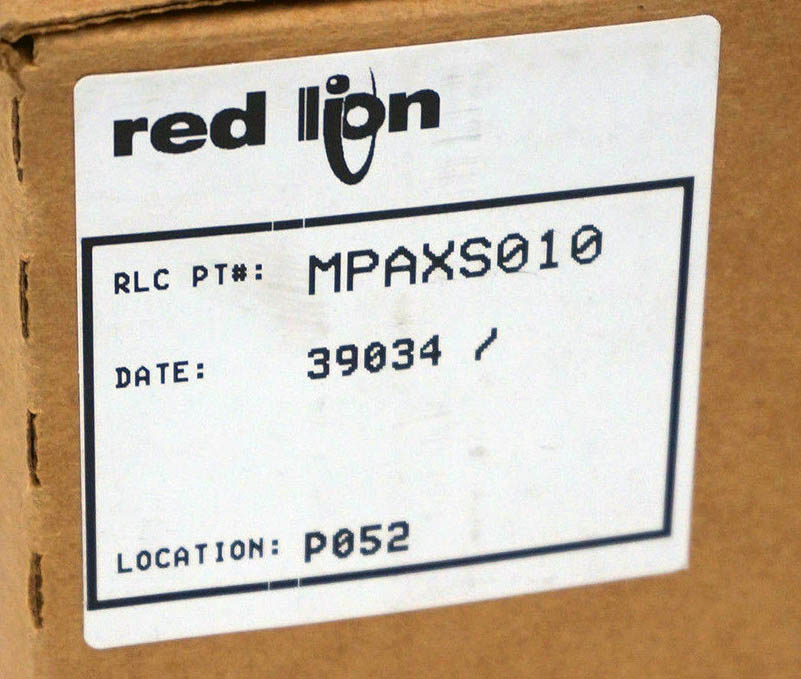 red lion
RLC PT#: MPAXS010
DATE: 39034 /
LOCATION: P052